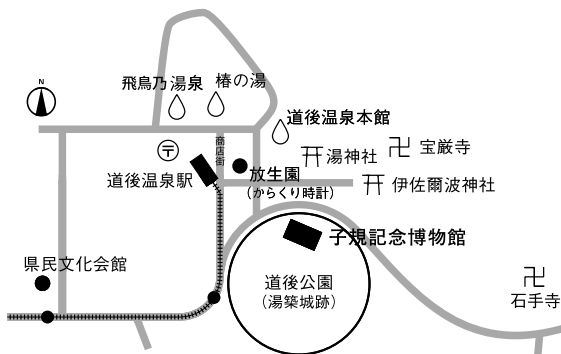 飛鳥乃湯泉
椿の湯
N
道後温泉本館
商店街
湯神社
宝厳寺
道後温泉駅
放生園
(からくり時計)
伊佐爾波神社
子規記念博物館
県民文化会館
道後公園
(湯築城跡)
石手寺